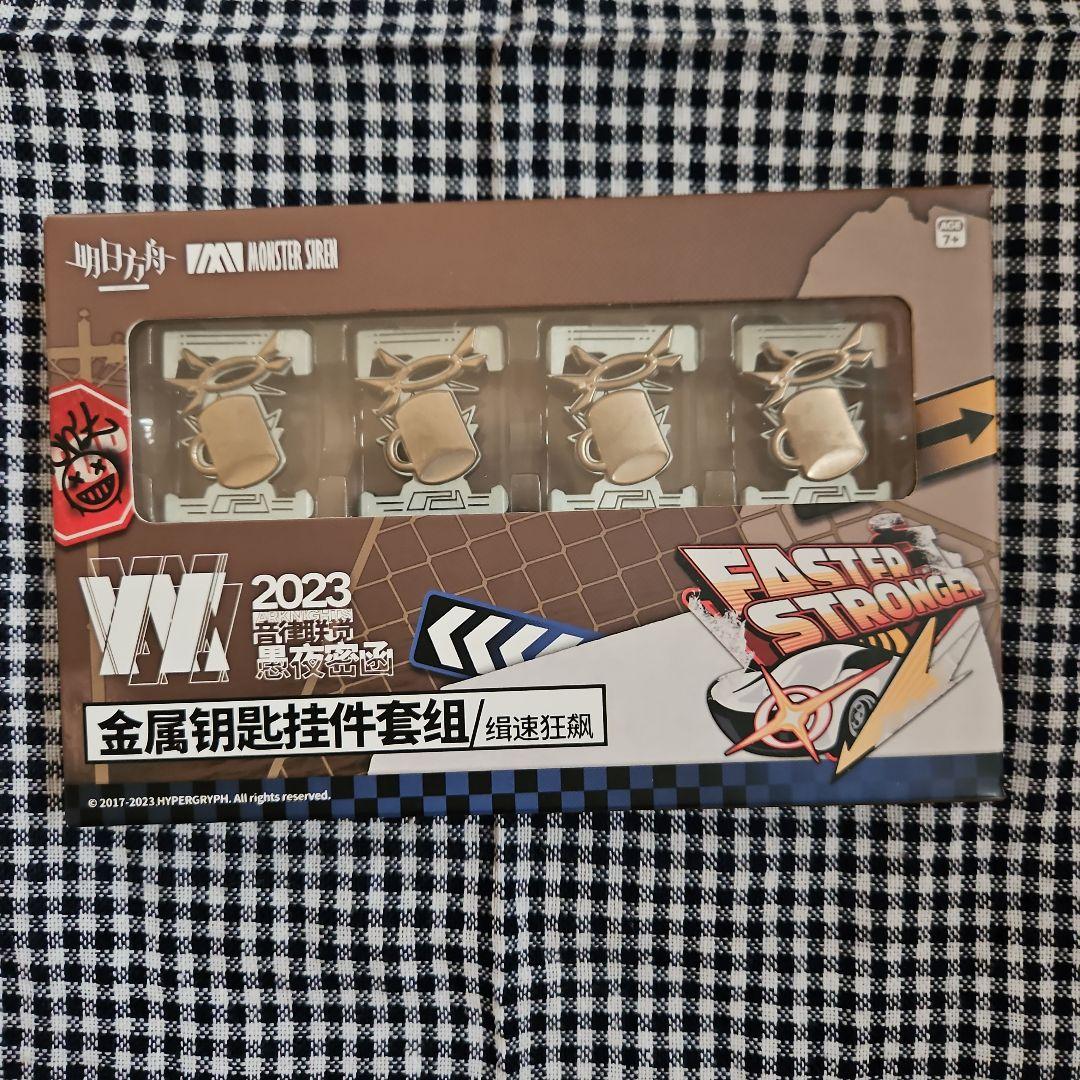 明日方舟
MONSTER SIREN
AGE
7+
2023
ARKNIGHTS
音律联觉
愚夜密函
金属钥匙挂件套组/缉速狂飙
FASTER
STRONGER
© 2017-2023 HYPERGRYPH. All rights reserved.